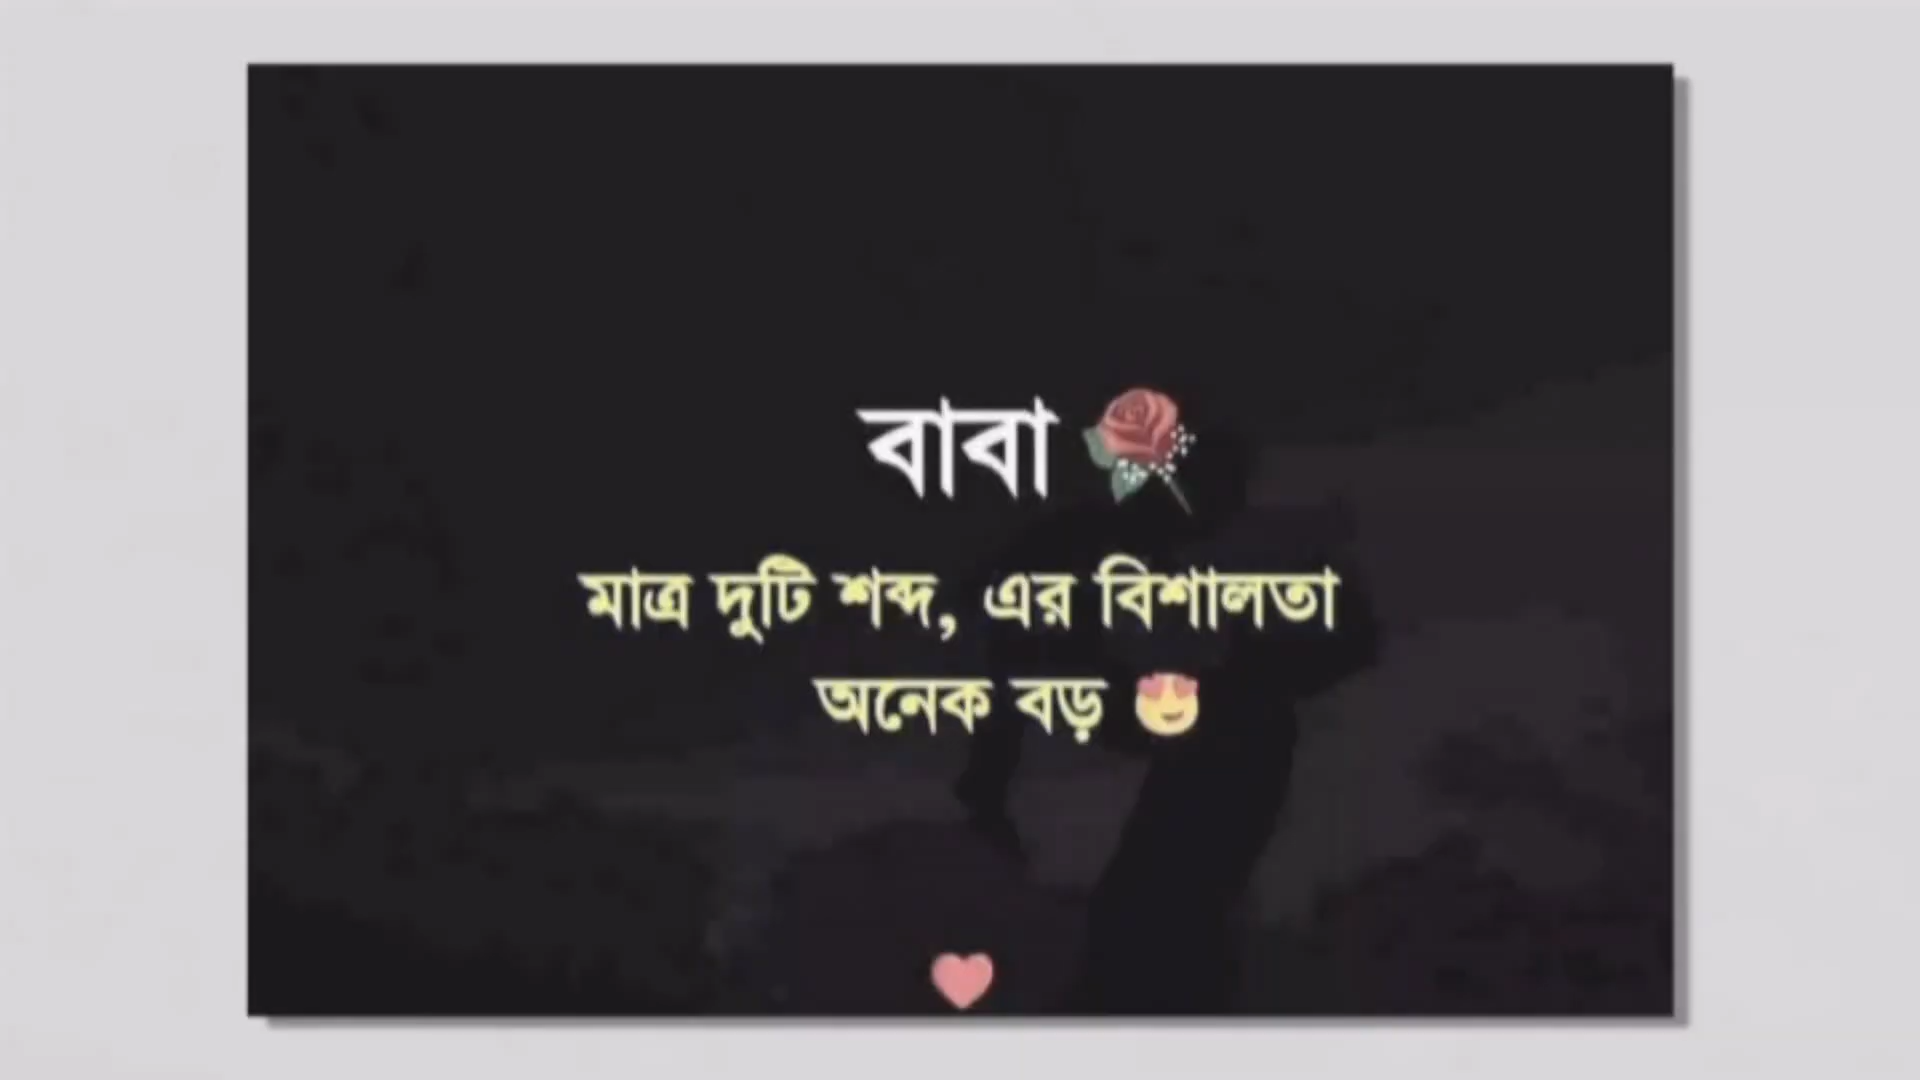 বাবা 🌹
মাত্র দুটি শব্দ, এর বিশালতা
অনেক বড় 😍